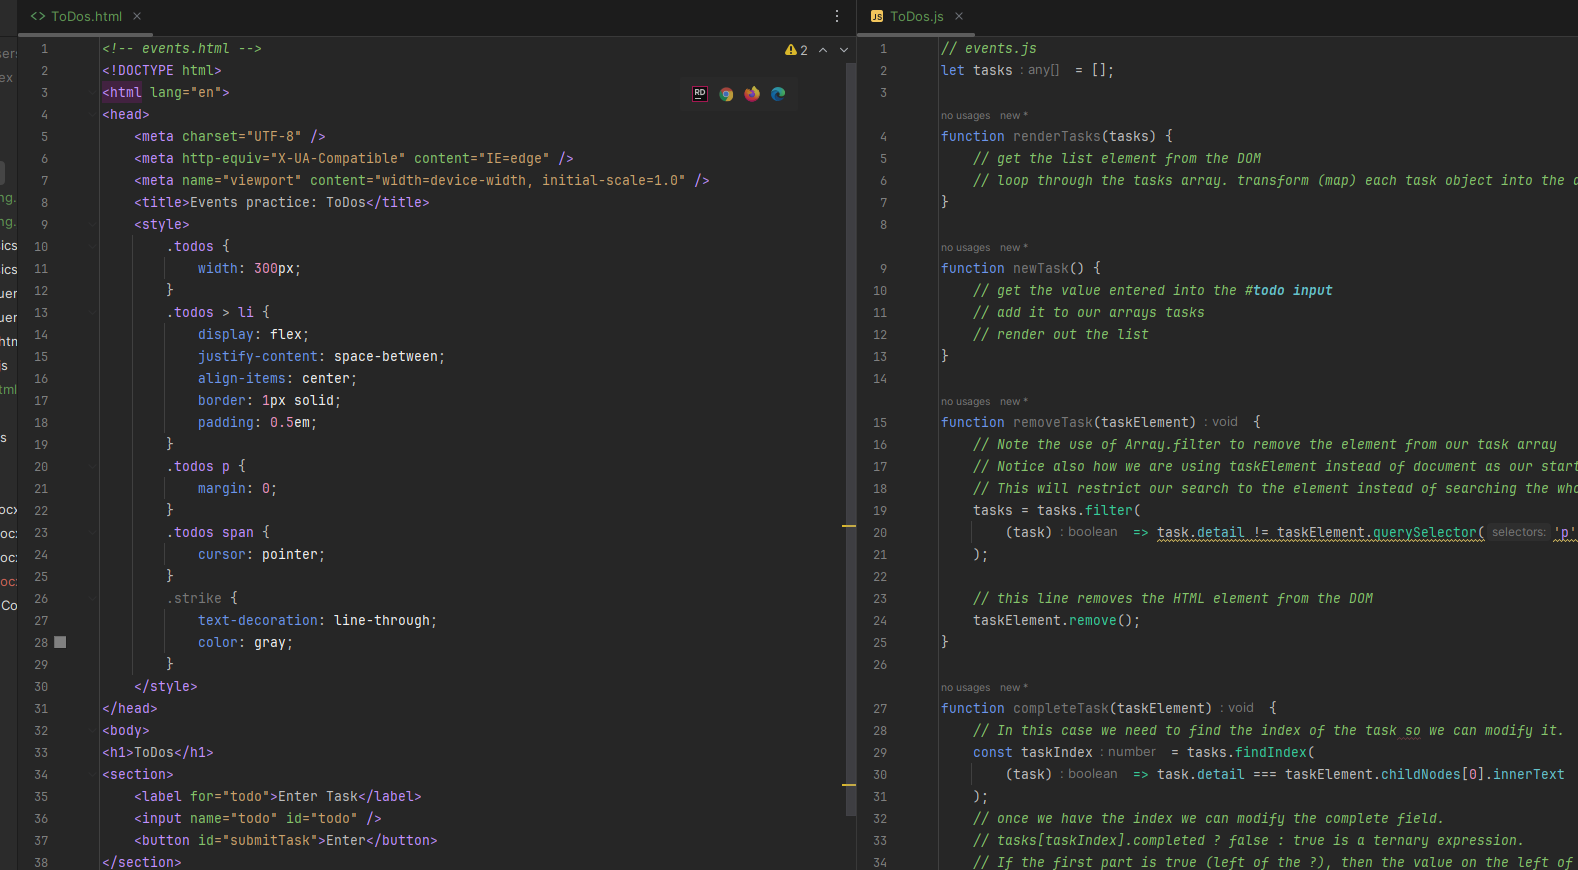 ToDos.html
1 <!-- events.html -->
2 <!DOCTYPE html>
3 <html lang="en">
4 <head>
5 <meta charset="UTF-8" />
6 <meta http-equiv="X-UA-Compatible" content="IE=edge" />
7 <meta name="viewport" content="width=device-width, initial-scale=1.0" />
8 <title>Events practice: ToDos</title>
9 <style>
10 .todos {
11 width: 300px;
12 }
13 .todos > li {
14 display: flex;
15 justify-content: space-between;
16 align-items: center;
17 border: 1px solid;
18 padding: 0.5em;
19 }
20 .todos p {
21 margin: 0;
22 }
23 .todos span {
24 cursor: pointer;
25 }
26 .strike {
27 text-decoration: line-through;
28 color: gray;
29 }
30 </style>
31 </head>
32 <body>
33 <h1>ToDos</h1>
34 <section>
35 <label for="todo">Enter Task</label>
36 <input name="todo" id="todo" />
37 <button id="submitTask">Enter</button>
38 </section>
2
RD
JS ToDos.js
1 // events.js
2 let tasks : any[] = [];
3
no usages new *
4 function renderTasks(tasks) {
5 // get the list element from the DOM
6 // loop through the tasks array. transform (map) each task object into the
7 }
8
no usages new *
9 function newTask() {
10 // get the value entered into the #todo input
11 // add it to our arrays tasks
12 // render out the list
13 }
14
no usages new *
15 function removeTask(taskElement) : void {
16 // Note the use of Array.filter to remove the element from our task array
17 // Notice also how we are using taskElement instead of document as our start
18 // This will restrict our search to the element instead of searching the who
19 tasks = tasks.filter(
20 (task) : boolean => task.detail != taskElement.querySelector( selectors: 'p'
21 );
22
23 // this line removes the HTML element from the DOM
24 taskElement.remove();
25 }
26
no usages new *
27 function completeTask(taskElement) : void {
28 // In this case we need to find the index of the task so we can modify it.
29 const taskIndex : number = tasks.findIndex(
30 (task) : boolean => task.detail === taskElement.childNodes[0].innerText
31 );
32 // once we have the index we can modify the complete field.
33 // tasks[taskIndex].completed ? false : true is a ternary expression.
34 // If the first part is true (left of the ?), then the value on the left of